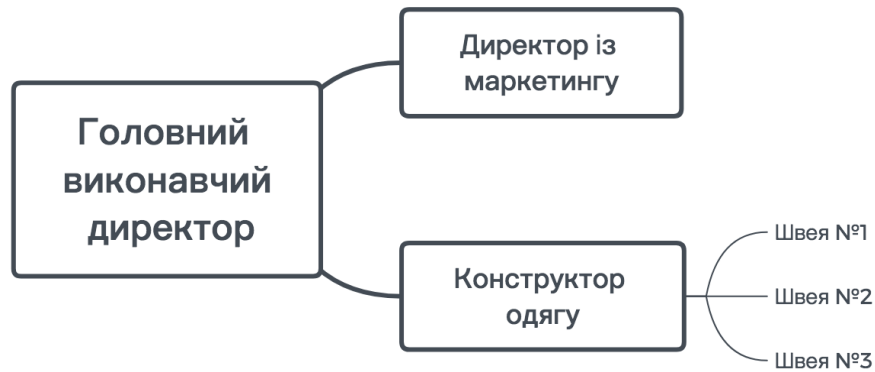 Головний
виконавчий
директор
Директор із
маркетингу
Конструктор
одягу
Швея №1
Швея №2
Швея №3